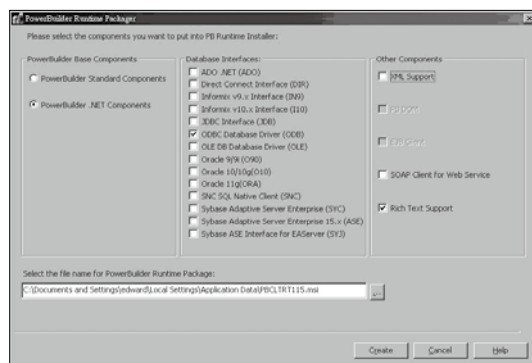 PowerBuilder Runtime Packager
Please select the components you want to put into PB Runtime Installer:
PowerBuilder Base Components
PowerBuilder Standard Components
PowerBuilder .NET Components
Database Interfaces:
ADO .NET (ADO)
Direct Connect Interface (DIR)
Informix v9.x Interface (IN9)
Informix v10.x Interface (I10)
JDBC Interface (JDB)
ODBC Database Driver (ODB)
OLE DB Database Driver (OLE)
Oracle 9/9i (O90)
Oracle 10/10g(O10)
Oracle 11g(ORA)
SNC SQL Native Client (SNC)
Sybase Adaptive Server Enterprise (SYC)
Sybase Adaptive Server Enterprise 15.x (ASE)
Sybase ASE Interface for EAServer (SYJ)
Other Components
XML Support
SOAP Client for Web Service
Rich Text Support
Select the file name for PowerBuilder Runtime Package:
C:\Documents and Settings\edward\Local Settings\Application Data\PBCLTRT115.msi
...
Create
Cancel
Help